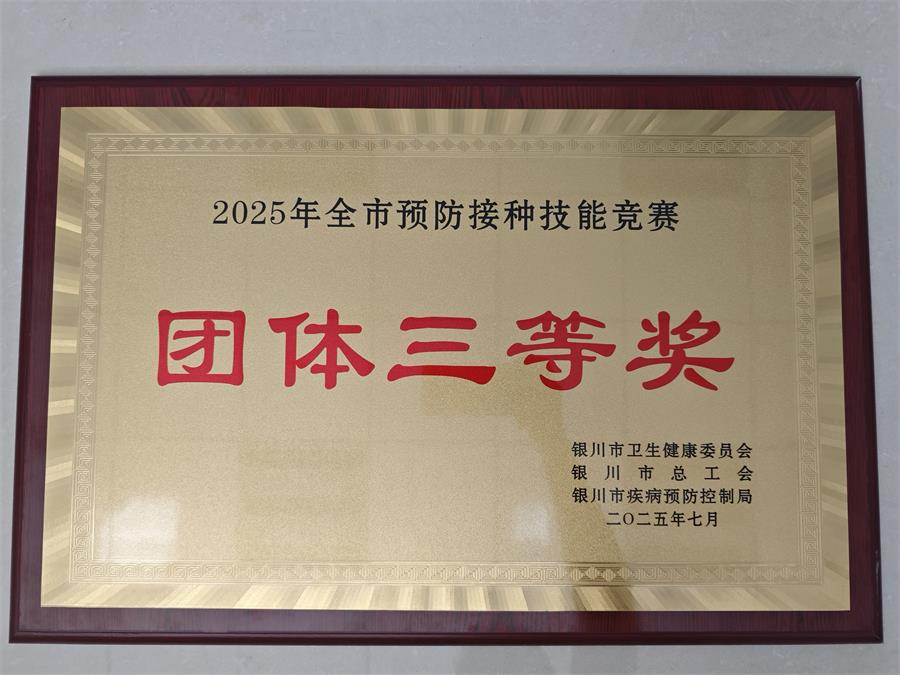 2025年全市预防接种技能竞赛
团体三等奖
银川市卫生健康委员会
银川市总工会
银川市疾病预防控制局
二〇二五年七月